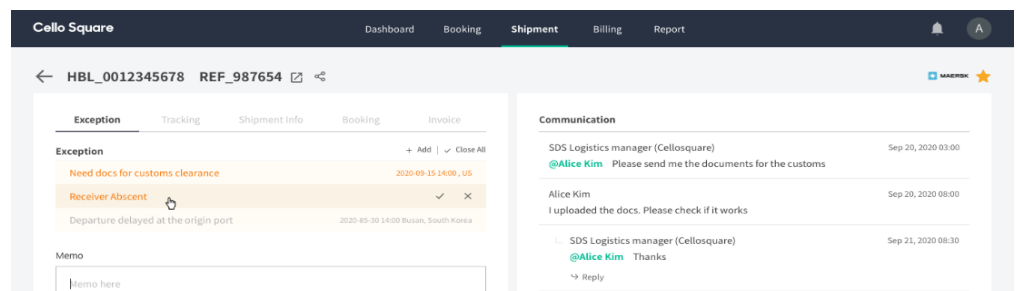 Cello Square Dashboard Booking Shipment Billing Report A
HBL_0012345678 REF_987654 MAERSK
Exception Tracking Shipment Info Booking Invoice
Exception + Add | Close All
Need docs for customs clearance 2020-09-15 14:00 , US
Receiver Abscent
Departure delayed at the origin port 2020-85-30 14:00 Busan, South Korea
Memo
Memo here
Communication
SDS Logistics manager (Cellosquare) Sep 20, 2020 03:00
@Alice Kim Please send me the documents for the customs
Alice Kim Sep 20, 2020 08:00
I uploaded the docs. Please check if it works
SDS Logistics manager (Cellosquare) Sep 21, 2020 08:30
@Alice Kim Thanks
Reply